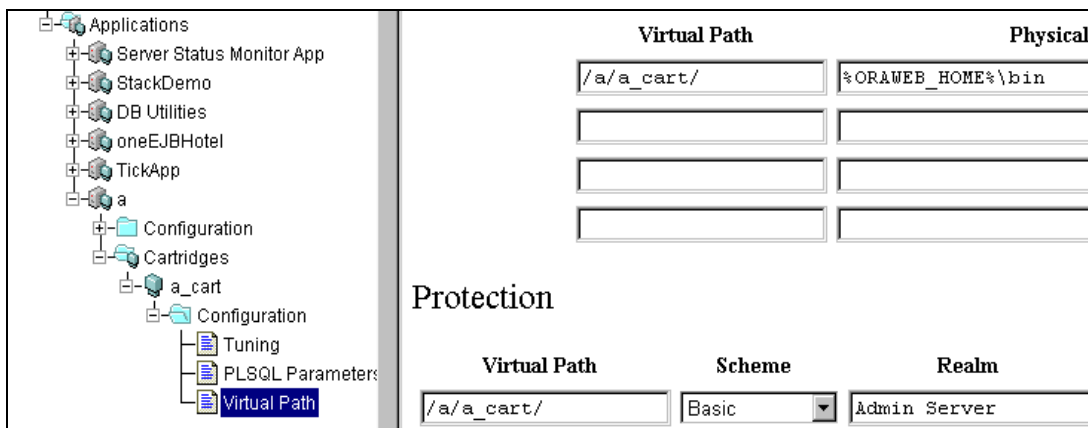 Applications
Server Status Monitor App
StackDemo
DB Utilities
oneEJBHotel
TickApp
a
Configuration
Cartridges
a_cart
Configuration
Tuning
PLSQL Parameters
Virtual Path
Virtual Path Physical
/a/a_cart/ %ORAWEB_HOME%\bin
Protection
Virtual Path Scheme Realm
/a/a_cart/ Basic Admin Server